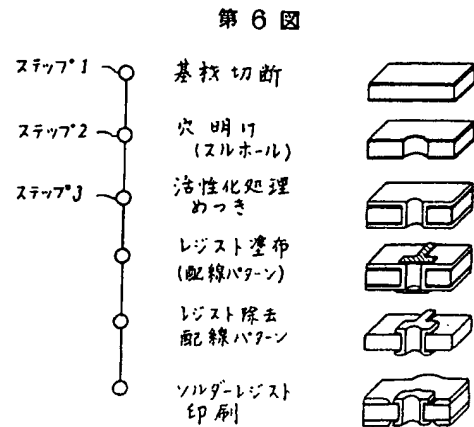 第6図
ステップ1 基板切断
ステップ2 穴明け
(スルホール)
ステップ3 活性化処理
めっき
レジスト塗布
(配線パターン)
レジスト除去
配線パターン
ソルダーレジスト
印刷